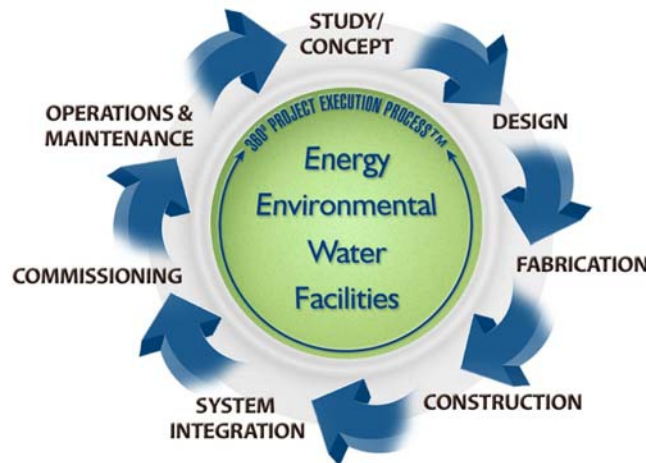 STUDY/
CONCEPT
DESIGN
FABRICATION
CONSTRUCTION
SYSTEM
INTEGRATION
COMMISSIONING
OPERATIONS &
MAINTENANCE
360° PROJECT EXECUTION PROCESS™
Energy
Environmental
Water
Facilities